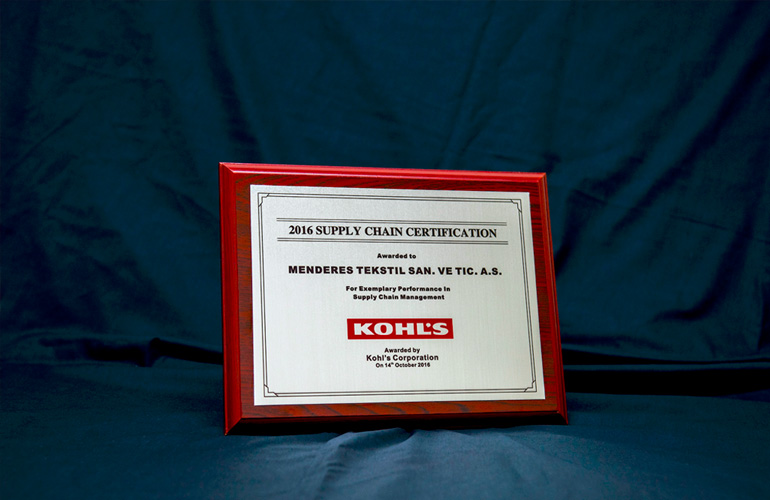 2016 SUPPLY CHAIN CERTIFICATION
Awarded to
MENDERES TEKSTIL SAN. VE TIC. A.S.
For Exemplary Performance In
Supply Chain Management
KOHL'S
Awarded by
Kohl's Corporation
On 14th October 2016